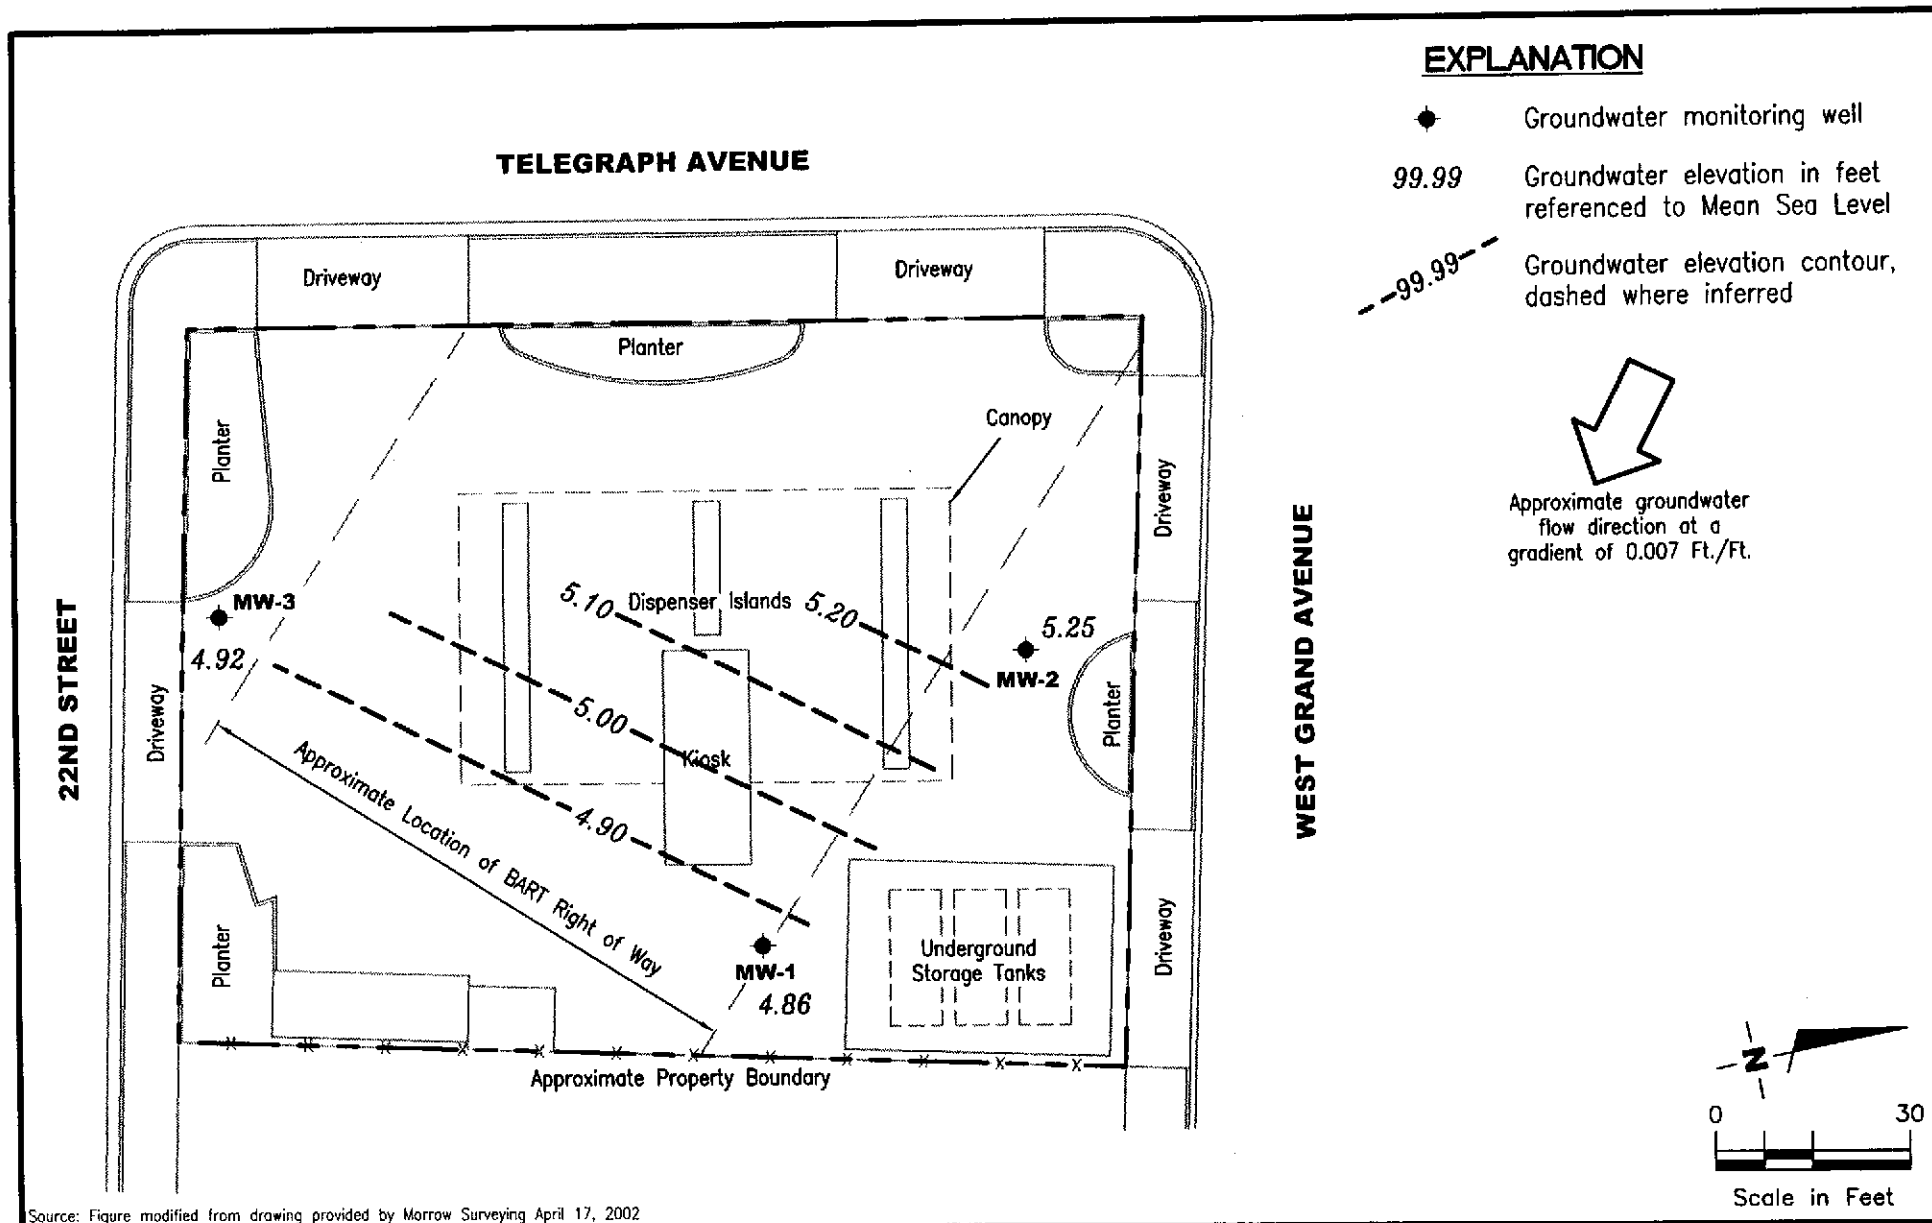 EXPLANATION
Groundwater monitoring well
99.99
Groundwater elevation in feet
referenced to Mean Sea Level
99.99
Groundwater elevation contour,
dashed where inferred
Approximate groundwater
flow direction at a
gradient of 0.007 Ft./Ft.
TELEGRAPH AVENUE
Driveway
Driveway
Planter
Planter
Canopy
Driveway
22ND STREET
WEST GRAND AVENUE
MW-3
4.92
5.10
Dispenser Islands
5.20
5.25
MW-2
Planter
Driveway
5.00
Kiosk
4.90
Approximate Location of BART Right of Way
MW-1
4.86
Underground
Storage Tanks
Planter
Driveway
Approximate Property Boundary
N
0
30
Scale in Feet
Source: Figure modified from drawing provided by Morrow Surveying April 17, 2002